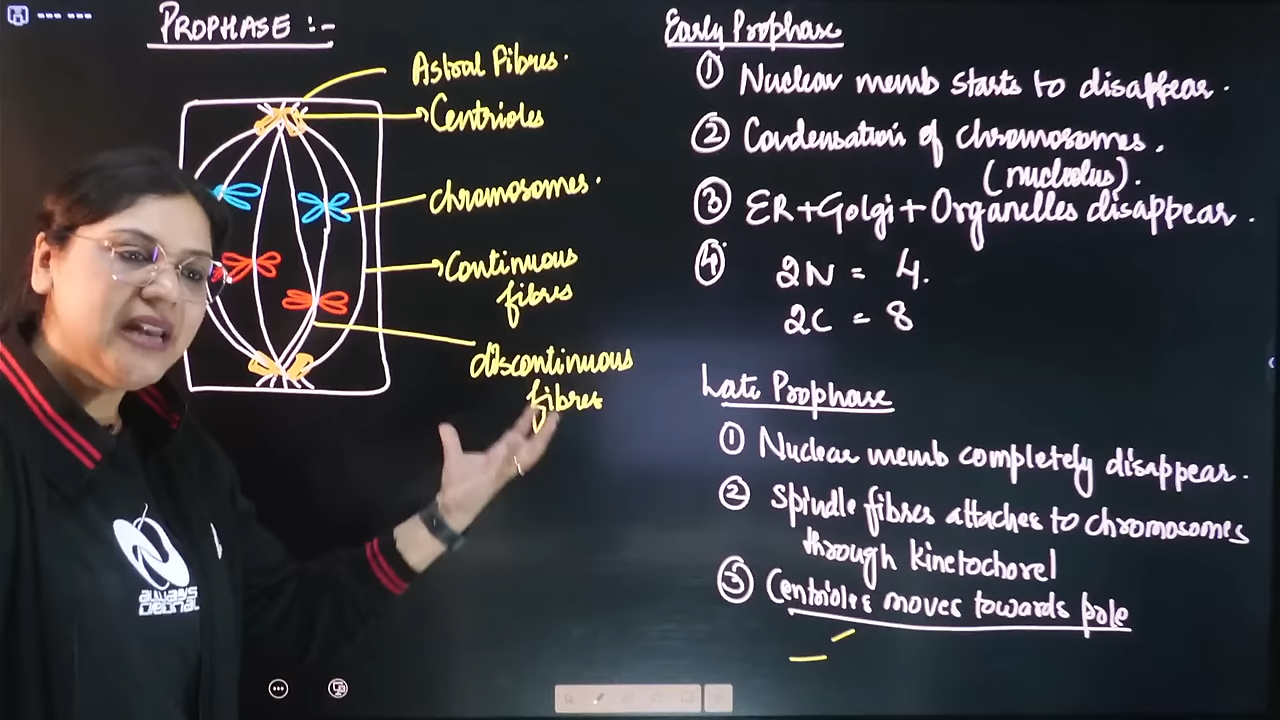 PROPHASE :-
Astral Fibres.
Centrioles
Chromosomes.
Continuous
fibres
discontinuous
fibres
Early Prophase
① Nuclear memb starts to disappear.
② Condensation of chromosomes.
(nucleolus).
③ ER+Golgi+Organelles disappear.
④ 2N = 4.
2C = 8
Late Prophase
① Nuclear memb completely disappear.
② Spindle fibres attaches to chromosomes
through kinetochorel
③ Centrioles moves towards pole